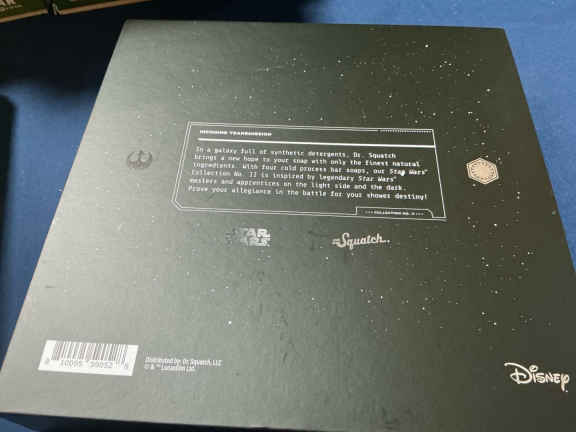 INCOMING TRANSMISSION
In a galaxy full of synthetic detergents, Dr. Squatch
brings a new hope to your soap with only the finest natural
ingredients. With four cold process bar soaps, our Star Wars™
Collection No. II is inspired by legendary Star Wars™
masters and apprentices on the light side and the dark.
Prove your allegiance in the battle for your shower destiny!
COLLECTION NO. II
STAR
WARS
Squatch
Distributed by: Dr. Squatch, LLC
© & ™ Lucasfilm Ltd.
Disney